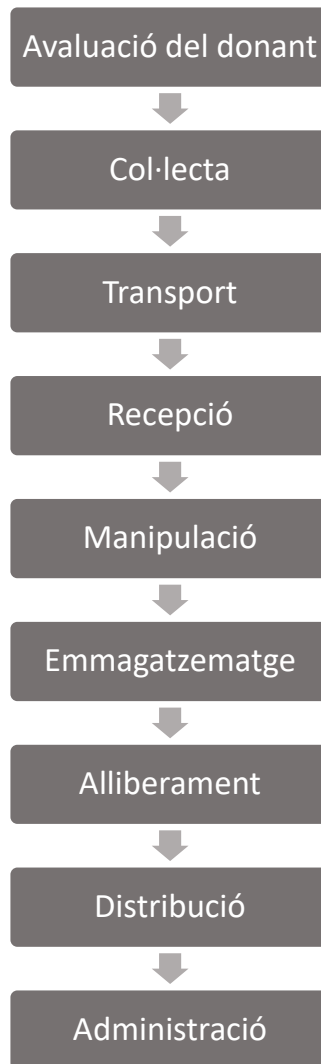 Avaluació del donant
Col·lecta
Transport
Recepció
Manipulació
Emmagatzematge
Alliberament
Distribució
Administració